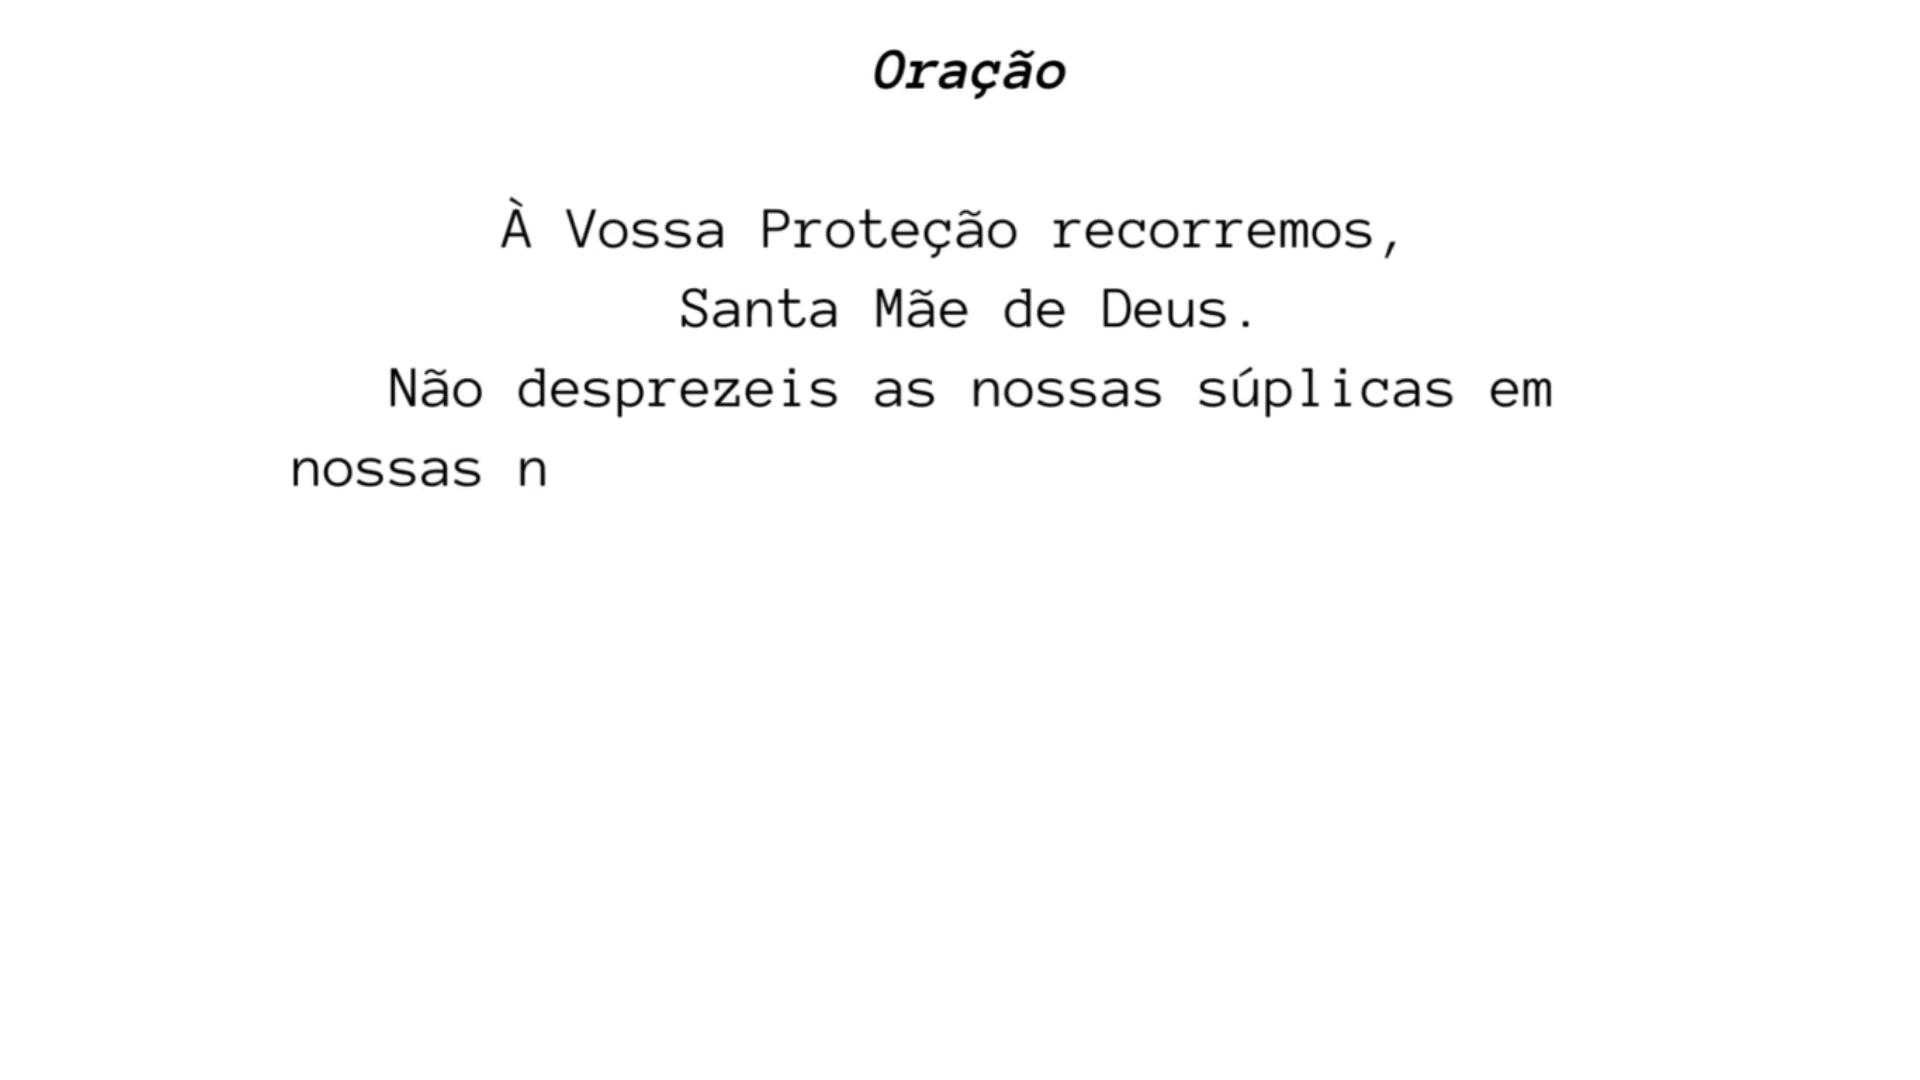 Oração
À Vossa Proteção recorremos,
Santa Mãe de Deus.
Não desprezeis as nossas súplicas em
nossas n